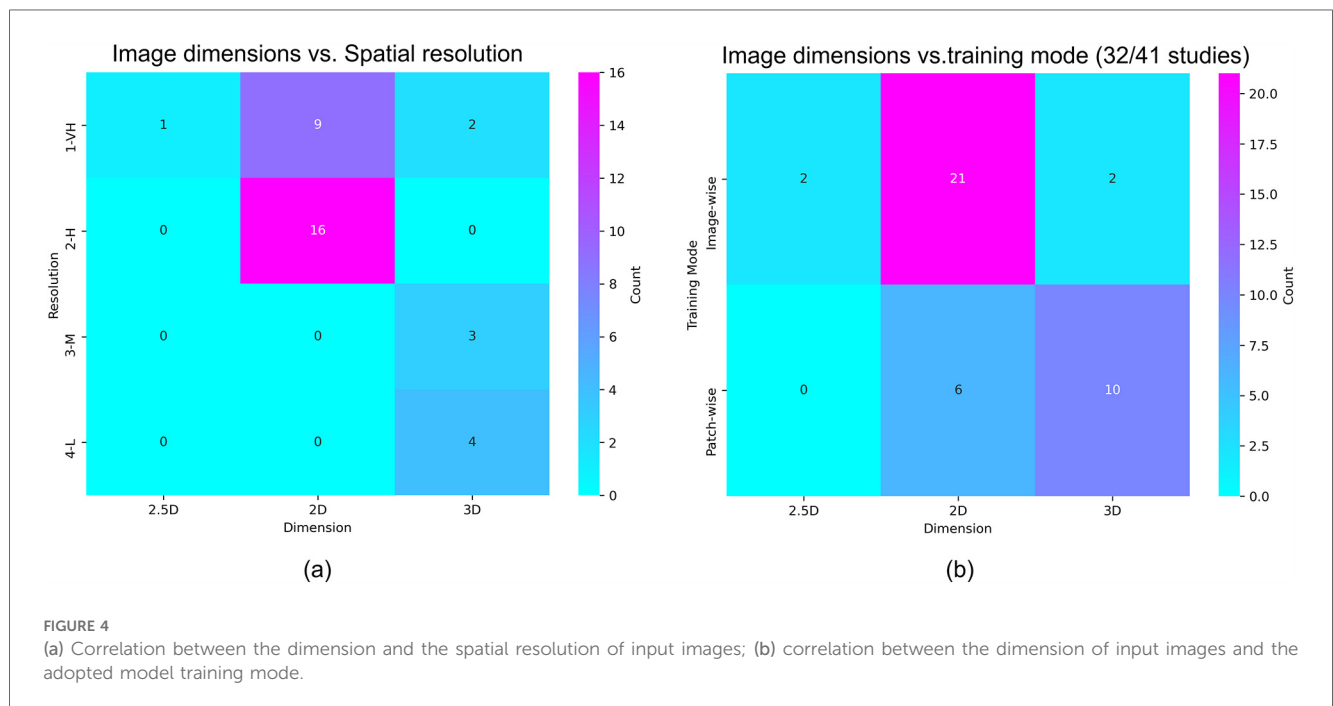 Image dimensions vs. Spatial resolution
1-VH
2-H
3-M
4-L
Resolution
1 9 2
0 16 0
0 0 3
0 0 4
2.5D 2D 3D
Dimension
16
14
12
10
8
6
4
2
0
Count
(a)
Image dimensions vs.training mode (32/41 studies)
Image-wise
Patch-wise
Training Mode
2 21 2
0 6 10
2.5D 2D 3D
Dimension
20.0
17.5
15.0
12.5
10.0
7.5
5.0
2.5
0.0
Count
(b)
FIGURE 4
(a) Correlation between the dimension and the spatial resolution of input images; (b) correlation between the dimension of input images and the
adopted model training mode.